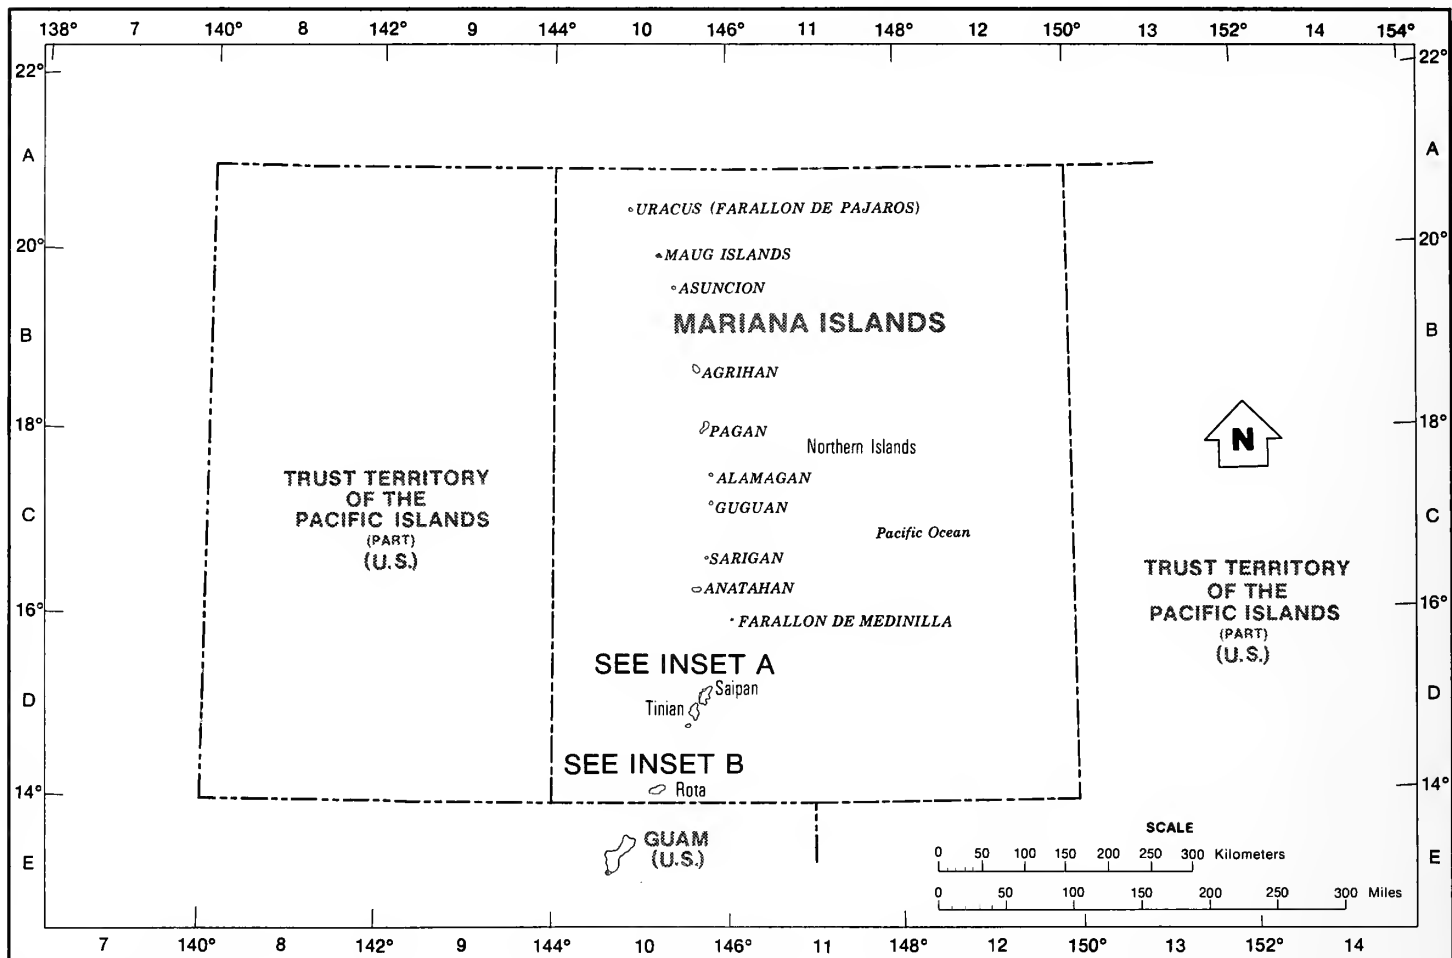 138° 7 140° 8 142° 9 144° 10 146° 11 148° 12 150° 13 152° 14 154°
22° 22°
A A
°URACUS (FARALLON DE PAJAROS)
20° MAUG ISLANDS 20°
ASUNCION
MARIANA ISLANDS
B B
AGRIHAN
18° PAGAN 18°
N
Northern Islands
TRUST TERRITORY
OF THE
PACIFIC ISLANDS
(PART)
(U.S.)
ALAMAGAN
GUGUAN
C C
Pacific Ocean
SARIGAN
ANATAHAN
TRUST TERRITORY
OF THE
PACIFIC ISLANDS
(PART)
(U.S.)
16° 16°
FARALLON DE MEDINILLA
SEE INSET A
Saipan
D D
Tinian
SEE INSET B
14° Rota 14°
GUAM
(U.S.)
E E
SCALE
0 50 100 150 200 250 300 Kilometers
0 50 100 150 200 250 300 Miles
7 140° 8 142° 9 144° 10 146° 11 148° 12 150° 13 152° 14